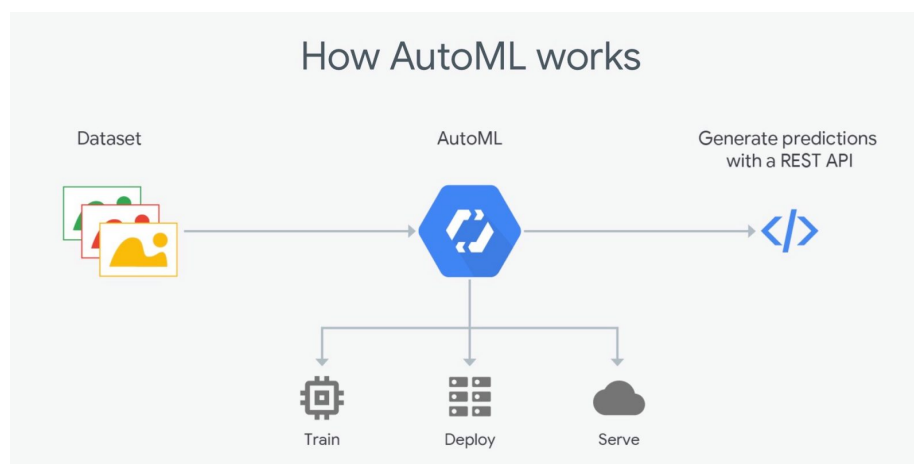 How AutoML works
Dataset
AutoML
Generate predictions
with a REST API
Train
Deploy
Serve